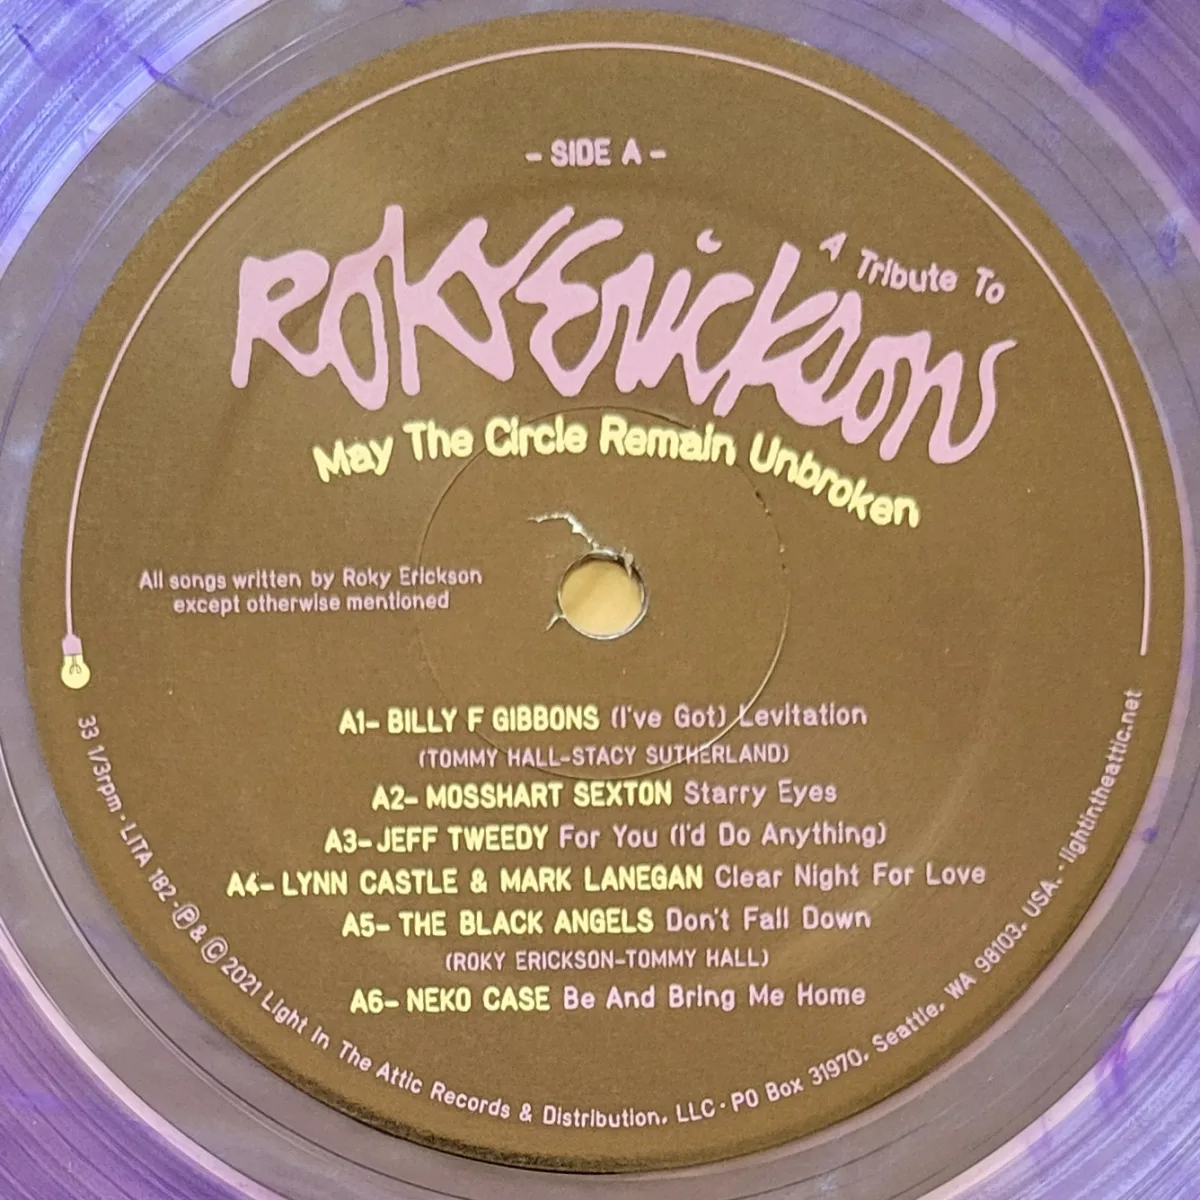 - SIDE A -
A Tribute To
Roky Erickson
May The Circle Remain Unbroken
All songs written by Roky Erickson
except otherwise mentioned
A1- BILLY F GIBBONS (I've Got) Levitation
(TOMMY HALL-STACY SUTHERLAND)
A2- MOSSHART SEXTON Starry Eyes
A3- JEFF TWEEDY For You (I'd Do Anything)
A4- LYNN CASTLE & MARK LANEGAN Clear Night For Love
A5- THE BLACK ANGELS Don't Fall Down
(ROKY ERICKSON-TOMMY HALL)
A6- NEKO CASE Be And Bring Me Home
33 1/3rpm · LITA 182 · Ⓟ & Ⓒ 2021 Light In The Attic Records & Distribution, LLC · PO Box 31970, Seattle, WA 98103, USA. · lightintheattic.net